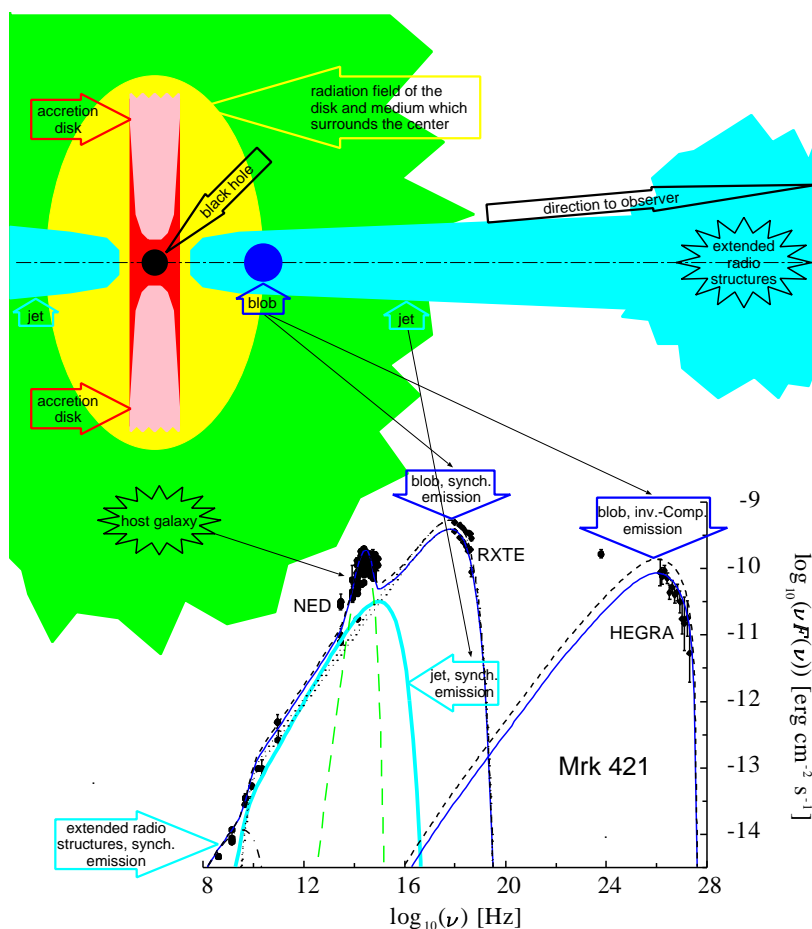 accretion
disk
radiation field of the
disk and medium which
surrounds the center
black hole
direction to observer
extended
radio
structures
jet
blob
jet
accretion
disk
host galaxy
blob, synch.
emission
blob, inv.-Comp.
emission
NED
RXTE
HEGRA
jet, synch.
emission
Mrk 421
extended radio
structures, synch.
emission
-9
-10
-11
-12
-13
-14
log₁₀(νF(ν)) [erg cm⁻² s⁻¹]
8 12 16 20 24 28
log₁₀(ν) [Hz]